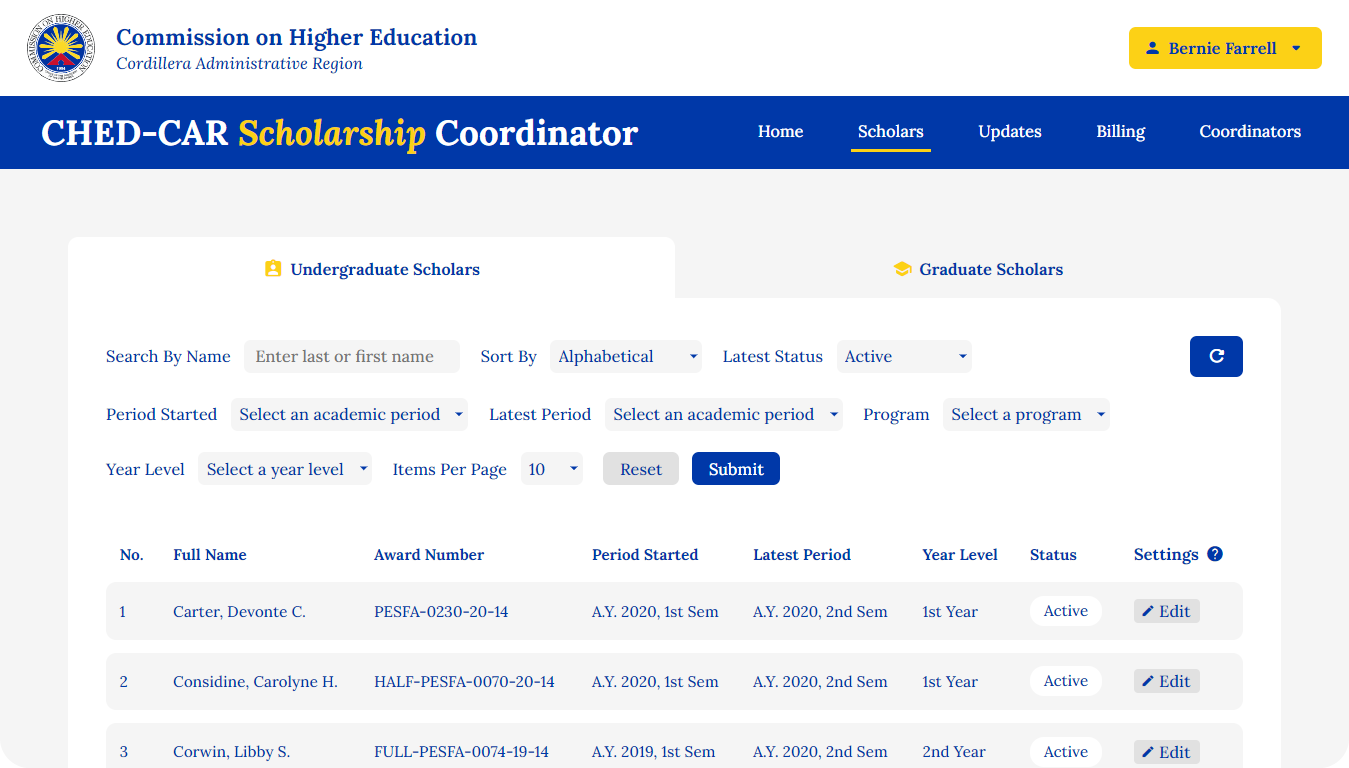 COMMISSION ON HIGHER EDUCATION
Commission on Higher Education
Cordillera Administrative Region
Bernie Farrell
CHED-CAR Scholarship Coordinator
Home Scholars Updates Billing Coordinators
Undergraduate Scholars Graduate Scholars
Search By Name Enter last or first name Sort By Alphabetical Latest Status Active
Period Started Select an academic period Latest Period Select an academic period Program Select a program
Year Level Select a year level Items Per Page 10 Reset Submit
No. Full Name Award Number Period Started Latest Period Year Level Status Settings ?
1 Carter, Devonte C. PESFA-0230-20-14 A.Y. 2020, 1st Sem A.Y. 2020, 2nd Sem 1st Year Active Edit
2 Considine, Carolyne H. HALF-PESFA-0070-20-14 A.Y. 2020, 1st Sem A.Y. 2020, 2nd Sem 1st Year Active Edit
3 Corwin, Libby S. FULL-PESFA-0074-19-14 A.Y. 2019, 1st Sem A.Y. 2020, 2nd Sem 2nd Year Active Edit